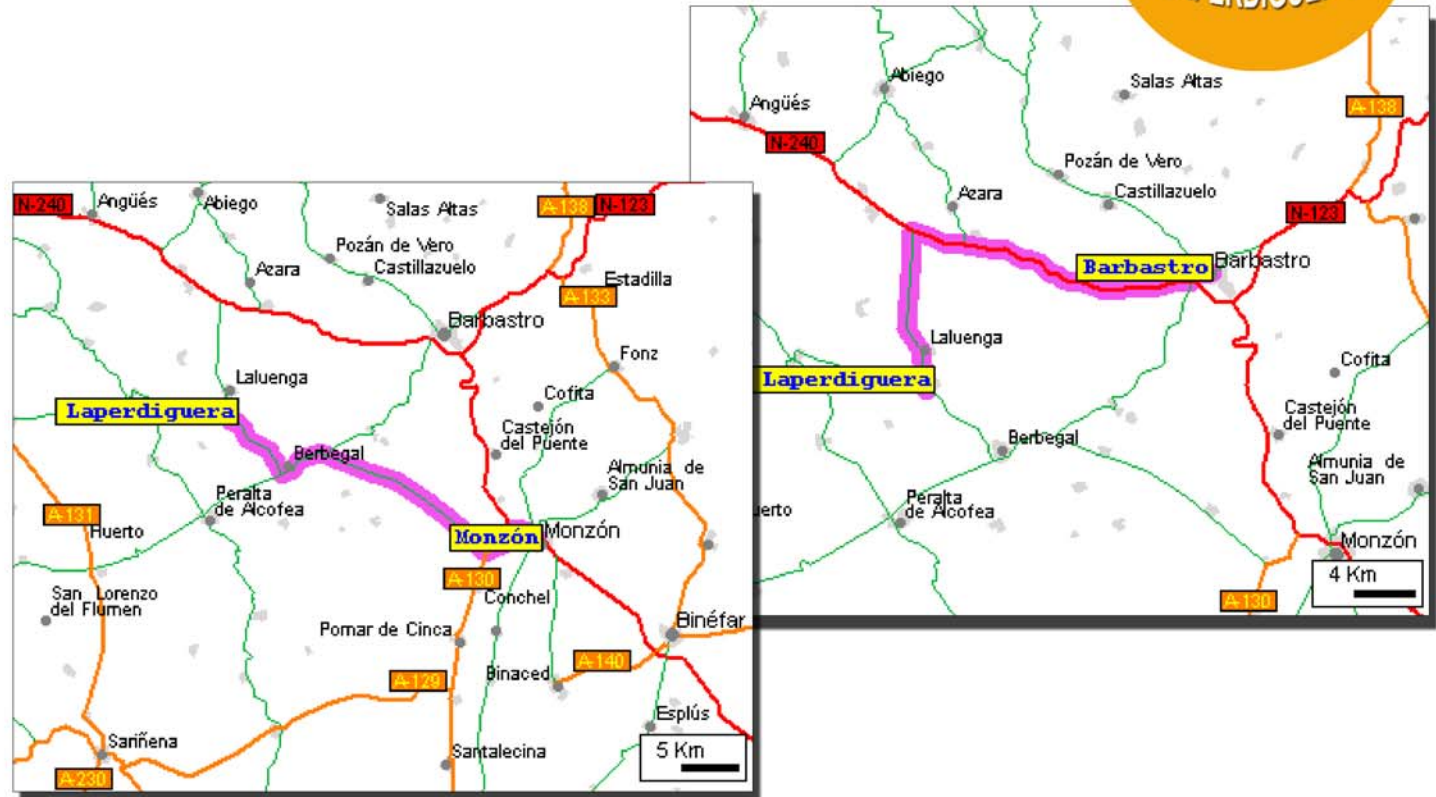 N-240
Angüés
Abiego
Salas Altas
A-138
N-123
Pozán de Vero
Castillazuelo
Azara
Estadilla
A-133
Barbastro
Fonz
Laluenga
Cofita
Laperdiguera
Castejón
del Puente
Berbegal
Almunia de
San Juan
Peralta
de Alcofea
A-131
Huerto
Monzón
Monzón
A-130
San Lorenzo
del Flumen
Conchel
Pomar de Cinca
Binéfar
A-140
A-129
Binaced
Esplús
Sariñena
Santalecina
5 Km
A-230
Abiego
Salas Altas
Angüés
A-138
N-240
Pozán de Vero
Azara
Castillazuelo
N-123
Barbastro
Barbastro
Laluenga
Laperdiguera
Cofita
Castejón
del Puente
Berbegal
Almunia de
San Juan
Peralta
de Alcofea
uerto
Monzón
4 Km
A-130